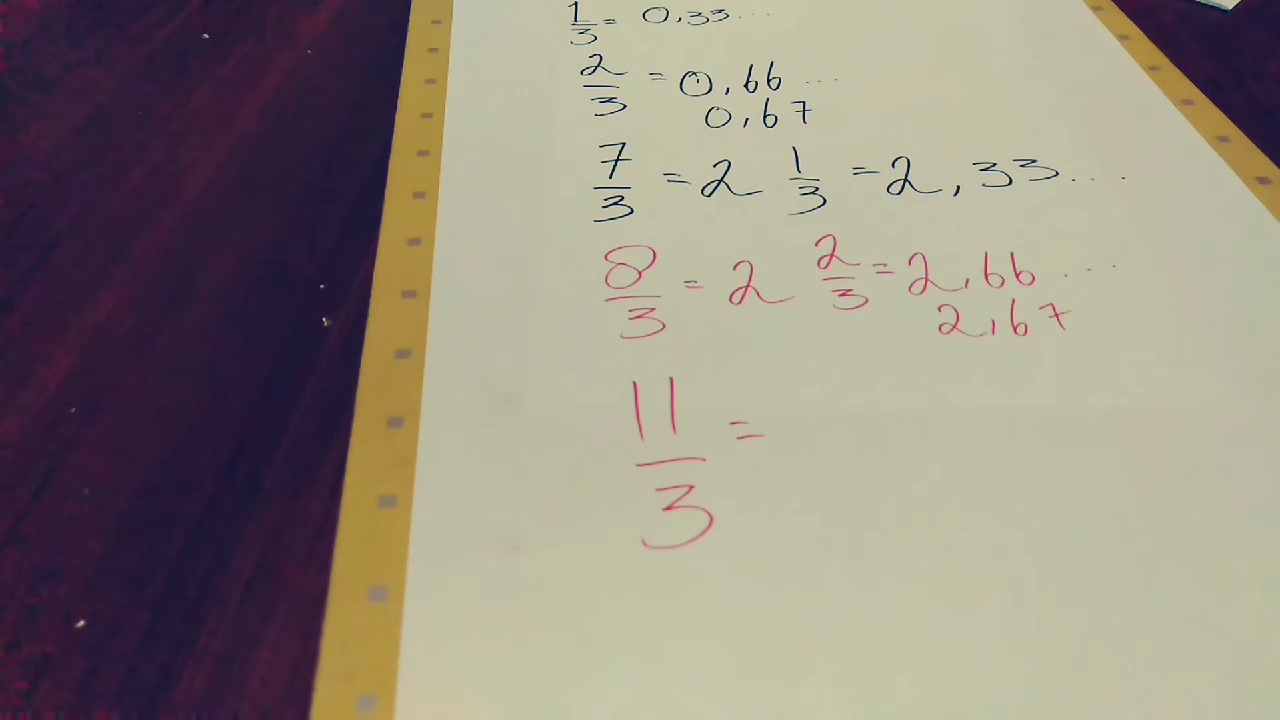 1/3 = 0,33...
2/3 = 0,66...
0,67
7/3 = 2 1/3 = 2,33...
8/3 = 2 2/3 = 2,66...
2,67
11/3 =